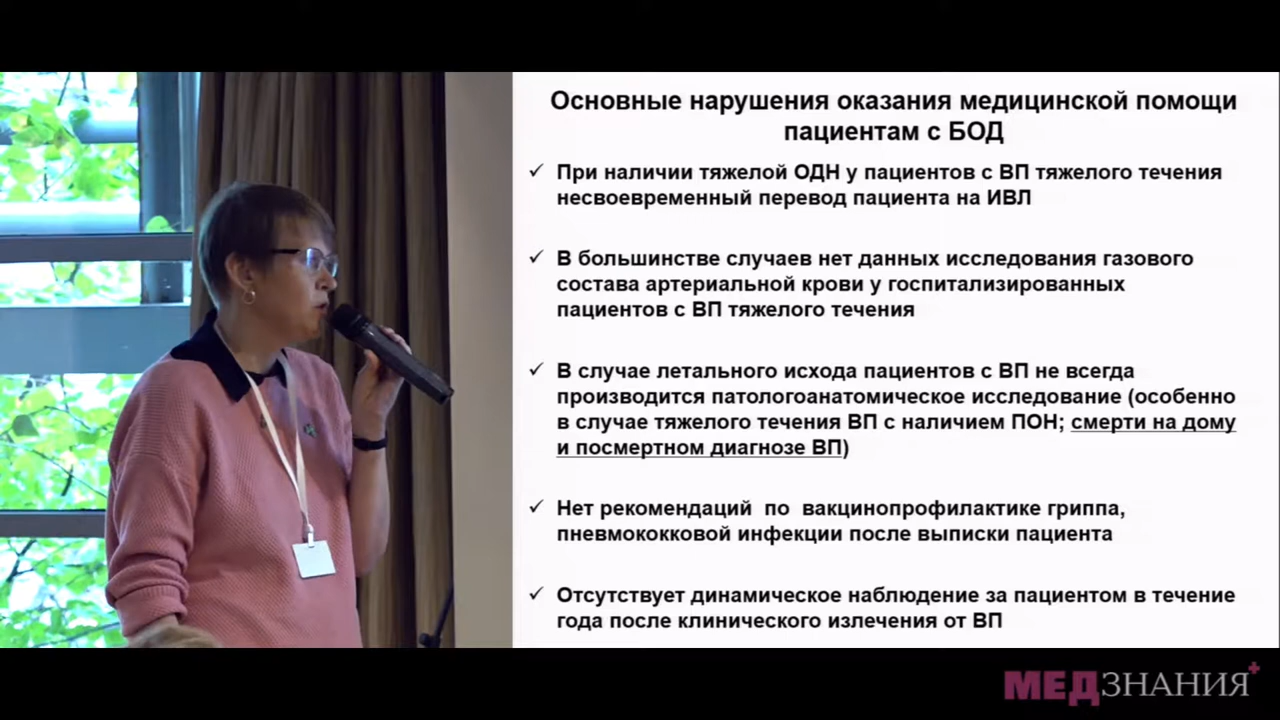 Основные нарушения оказания медицинской помощи
пациентам с БОД
✓ При наличии тяжелой ОДН у пациентов с ВП тяжелого течения
несвоевременный перевод пациента на ИВЛ
✓ В большинстве случаев нет данных исследования газового
состава артериальной крови у госпитализированных
пациентов с ВП тяжелого течения
✓ В случае летального исхода пациентов с ВП не всегда
производится патологоанатомическое исследование (особенно
в случае тяжелого течения ВП с наличием ПОН; смерти на дому
и посмертном диагнозе ВП)
✓ Нет рекомендаций по вакцинопрофилактике гриппа,
пневмококковой инфекции после выписки пациента
✓ Отсутствует динамическое наблюдение за пациентом в течение
года после клинического излечения от ВП
МЕДЗНАНИЯ+